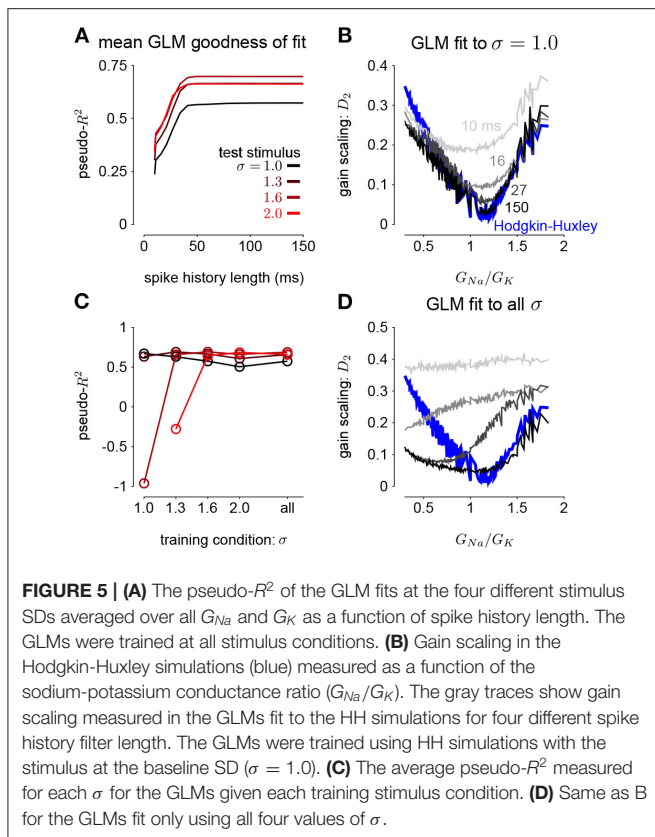 A
mean GLM goodness of fit
0.75
0.5
0.25
0
pseudo-R²
test stimulus
σ = 1.0
1.3
1.6
2.0
0
50
100
150
spike history length (ms)
B
GLM fit to σ = 1.0
0.4
0.3
0.2
0.1
0
gain scaling: D₂
10 ms
16
27
150
Hodgkin-Huxley
0.5
1
1.5
2
G_Na/G_K
C
1
0.5
0
-0.5
-1
pseudo-R²
1.0
1.3
1.6
2.0
all
training condition: σ
D
GLM fit to all σ
0.5
0.4
0.3
0.2
0.1
0
gain scaling: D₂
0.5
1
1.5
2
G_Na/G_K
FIGURE 5 | (A) The pseudo-R² of the GLM fits at the four different stimulus
SDs averaged over all G_Na and G_K as a function of spike history length. The
GLMs were trained at all stimulus conditions. (B) Gain scaling in the
Hodgkin-Huxley simulations (blue) measured as a function of the
sodium-potassium conductance ratio (G_Na/G_K). The gray traces show gain
scaling measured in the GLMs fit to the HH simulations for four different spike
history filter length. The GLMs were trained using HH simulations with the
stimulus at the baseline SD (σ = 1.0). (C) The average pseudo-R² measured
for each σ for the GLMs given each training stimulus condition. (D) Same as B
for the GLMs fit only using all four values of σ.